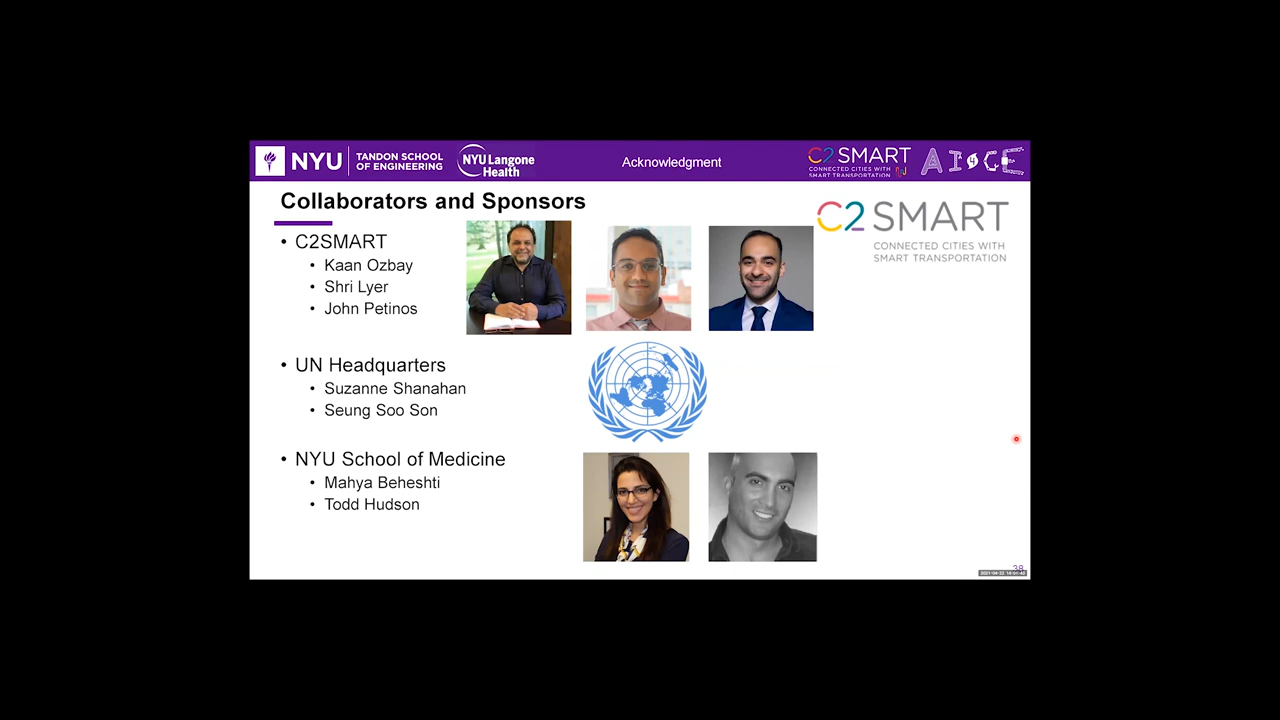 NYU TANDON SCHOOL OF ENGINEERING
NYU Langone Health
Acknowledgment
C2 SMART
CONNECTED CITIES WITH
SMART TRANSPORTATION
Collaborators and Sponsors
C2 SMART
CONNECTED CITIES WITH
SMART TRANSPORTATION
• C2SMART
• Kaan Ozbay
• Shri Lyer
• John Petinos
• UN Headquarters
• Suzanne Shanahan
• Seung Soo Son
• NYU School of Medicine
• Mahya Beheshti
• Todd Hudson
38